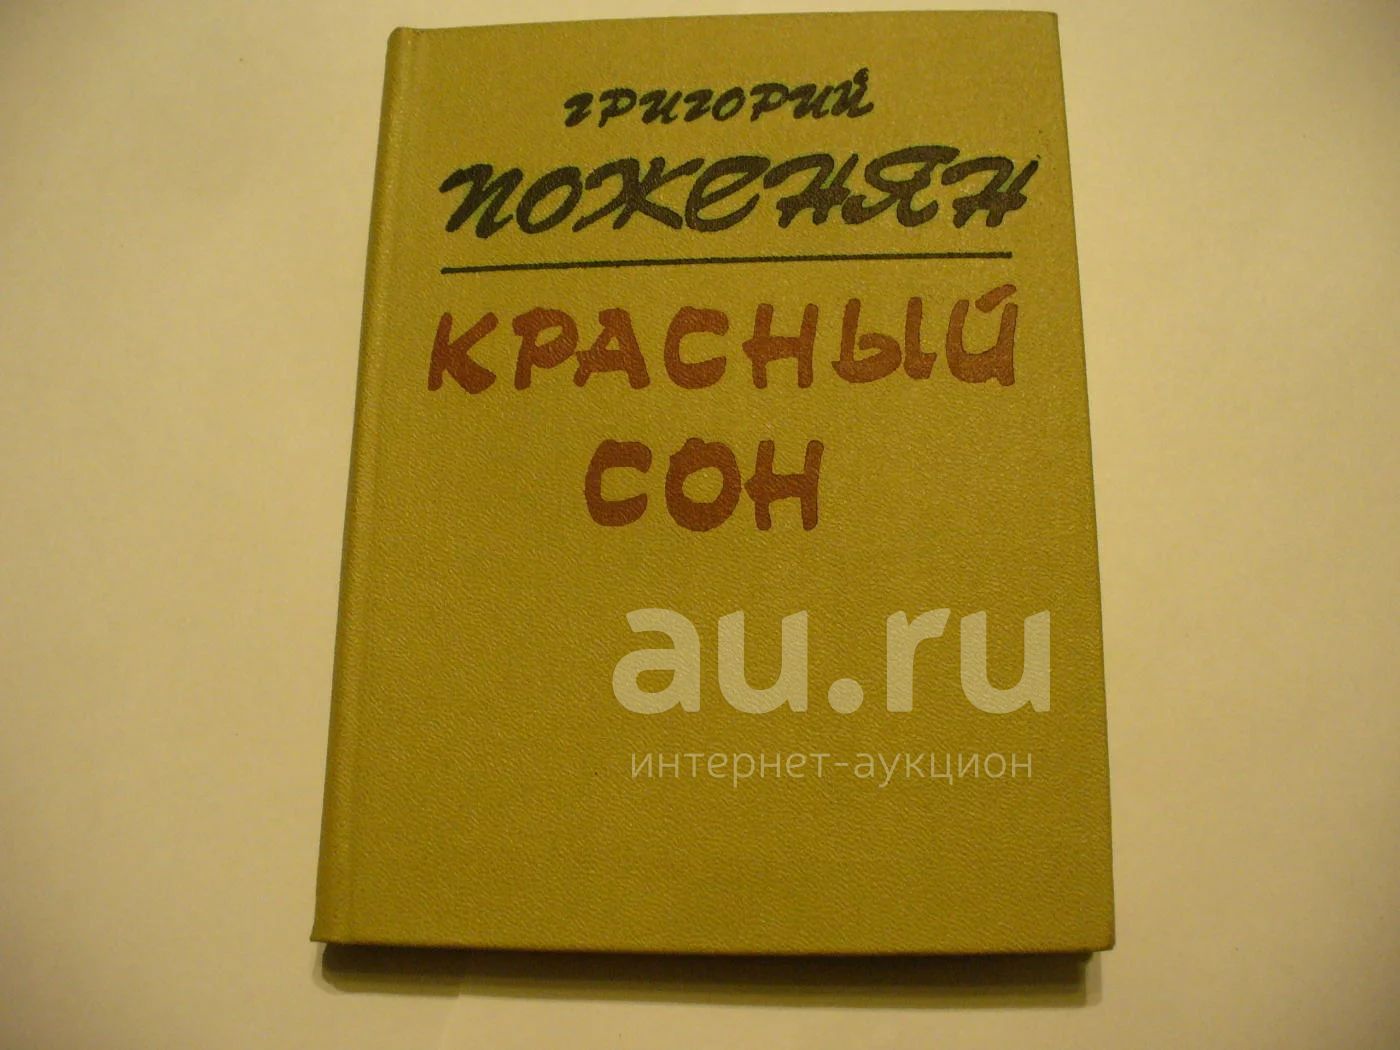 ГРИГОРИЙ
ПОЖЕНЯН
КРАСНЫЙ
СОН
au.ru
интернет-аукцион